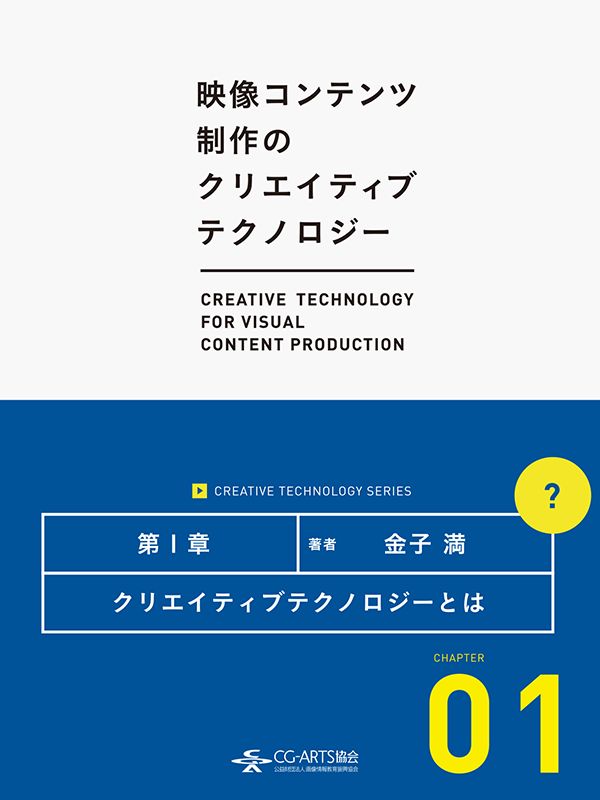 映像コンテンツ
制作の
クリエイティブ
テクノロジー
CREATIVE TECHNOLOGY
FOR VISUAL
CONTENT PRODUCTION
CREATIVE TECHNOLOGY SERIES
?
第1章
著者 金子 満
クリエイティブテクノロジーとは
CHAPTER
01
CG-ARTS協会
公益財団法人 画像情報教育振興協会